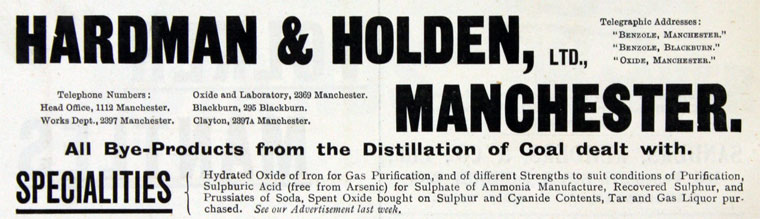 HARDMAN & HOLDEN, LTD.,
Telegraphic Addresses:
"BENZOLE, MANCHESTER."
"BENZOLE, BLACKBURN."
"OXIDE, MANCHESTER."
Telephone Numbers:
Head Office, 1112 Manchester.
Works Dept., 2397 Manchester.
Oxide and Laboratory, 2369 Manchester.
Blackburn, 295 Blackburn.
Clayton, 2397A Manchester.
MANCHESTER.
All Bye-Products from the Distillation of Coal dealt with.
SPECIALITIES
Hydrated Oxide of Iron for Gas Purification, and of different Strengths to suit conditions of Purification,
Sulphuric Acid (free from Arsenic) for Sulphate of Ammonia Manufacture, Recovered Sulphur, and
Prussiates of Soda, Spent Oxide bought on Sulphur and Cyanide Contents, Tar and Gas Liquor pur-
chased. See our Advertisement last week.